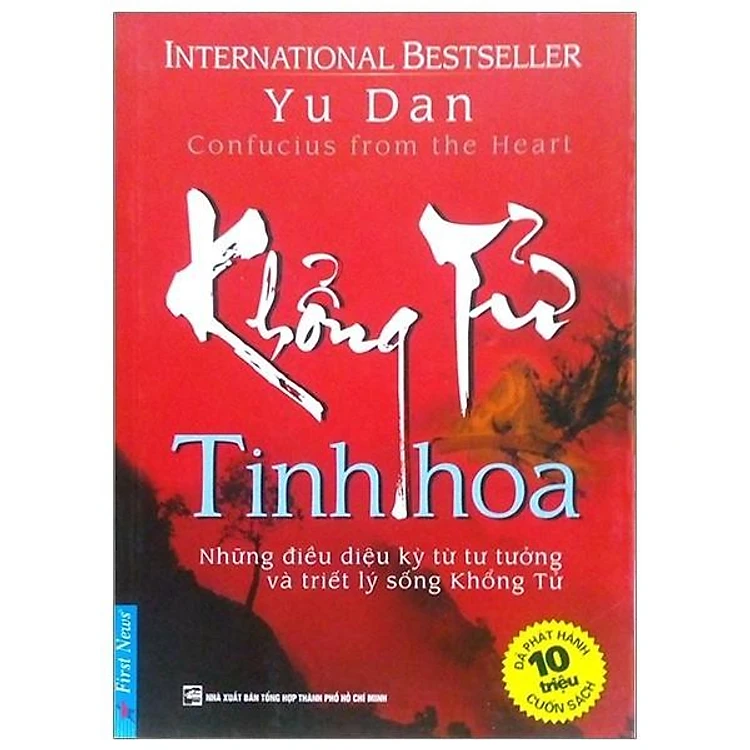 INTERNATIONAL BESTSELLER
Yu Dan
Confucius from the Heart
Khổng Tử
Tinh hoa
Những điều diệu kỳ từ tư tưởng
và triết lý sống Khổng Tử
ĐÃ PHÁT HÀNH
10
triệu
CUỐN SÁCH
First News
NHÀ XUẤT BẢN TỔNG HỢP THÀNH PHỐ HỒ CHÍ MINH